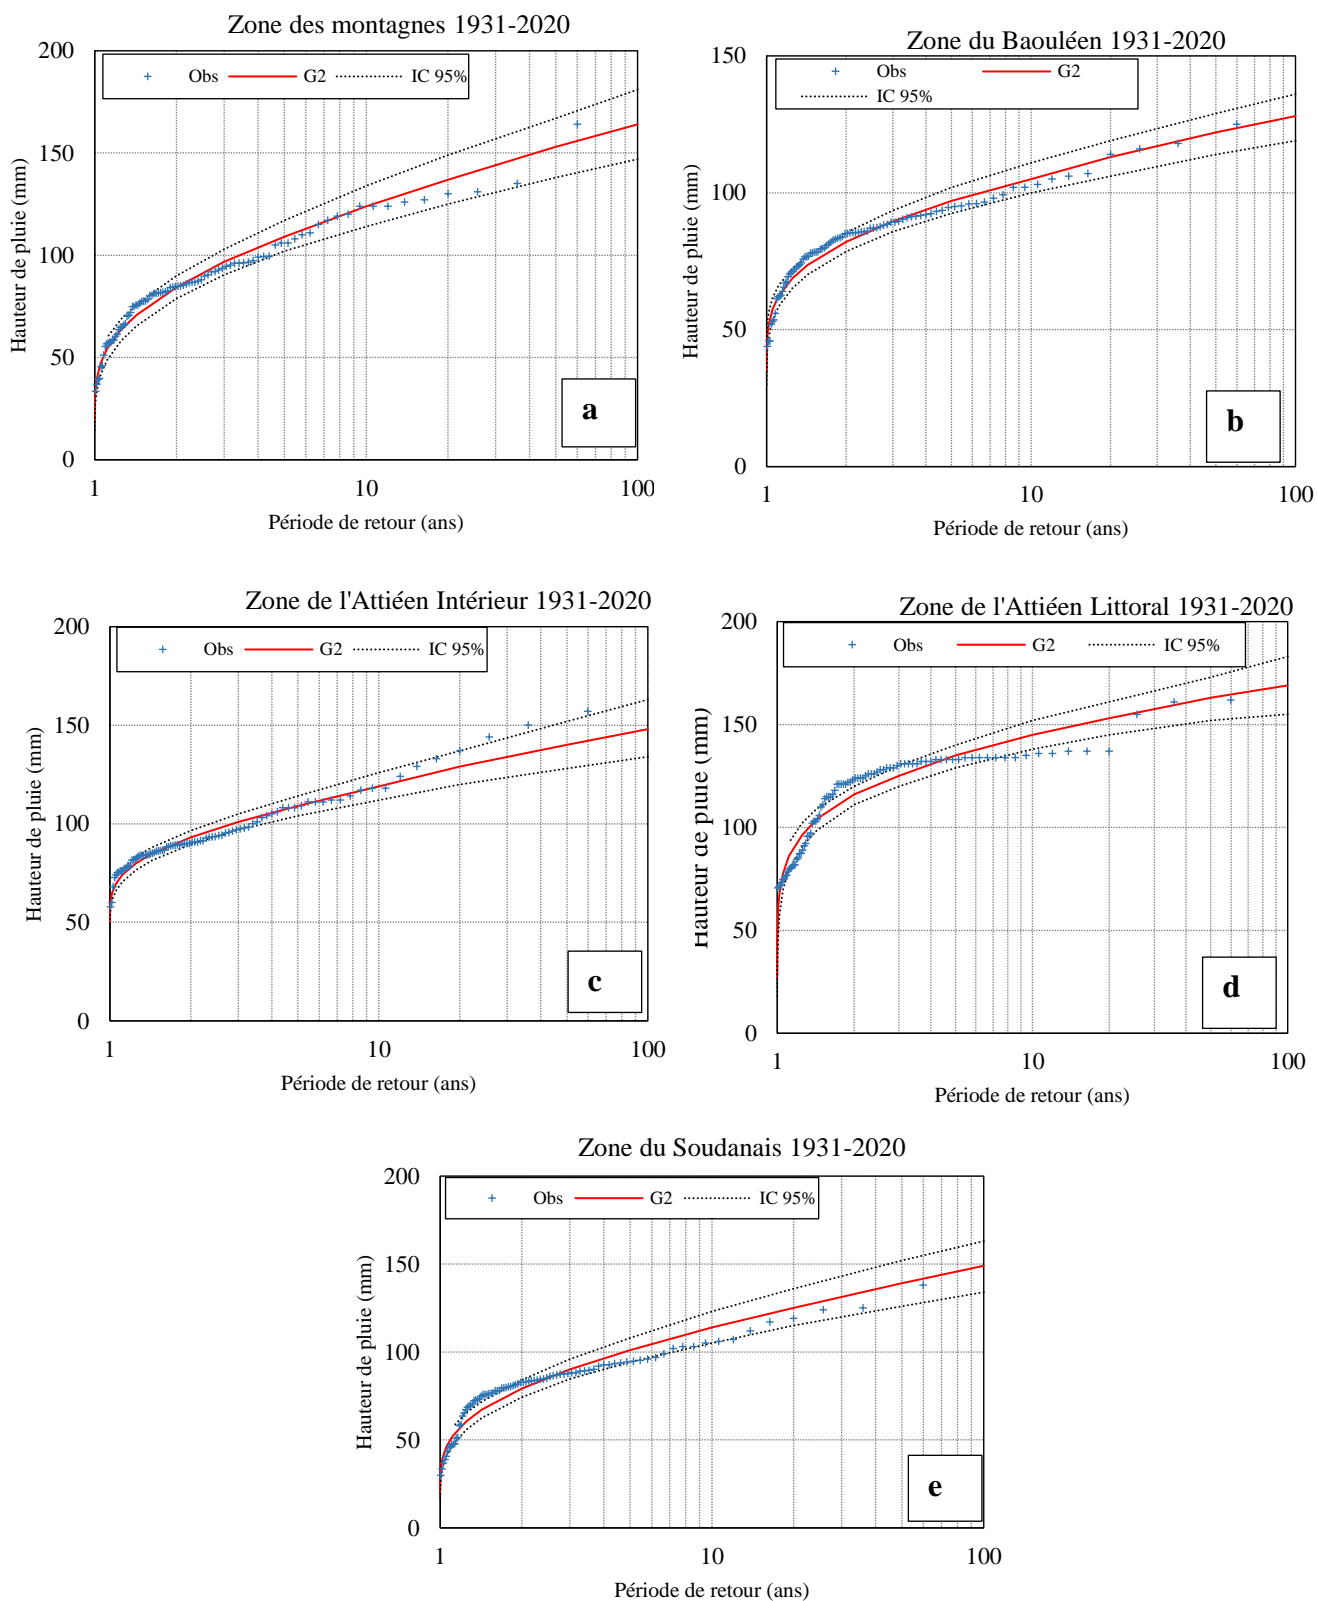 Zone des montagnes 1931-2020
200
Obs G2 IC 95%
150
100
50
0
Hauteur de pluie (mm)
a
1 10 100
Période de retour (ans)
Zone du Baouléen 1931-2020
150
Obs G2
IC 95%
100
50
0
Hauteur de pluie (mm)
b
1 10 100
Période de retour (ans)
Zone de l'Attiéen Intérieur 1931-2020
200
Obs G2 IC 95%
150
100
50
0
Hauteur de pluie (mm)
c
1 10 100
Période de retour (ans)
Zone de l'Attiéen Littoral 1931-2020
200
Obs G2 IC 95%
150
100
50
0
Hauteur de pluie (mm)
d
1 10 100
Période de retour (ans)
Zone du Soudanais 1931-2020
200
Obs G2 IC 95%
150
100
50
0
Hauteur de pluie (mm)
e
1 10 100
Période de retour (ans)